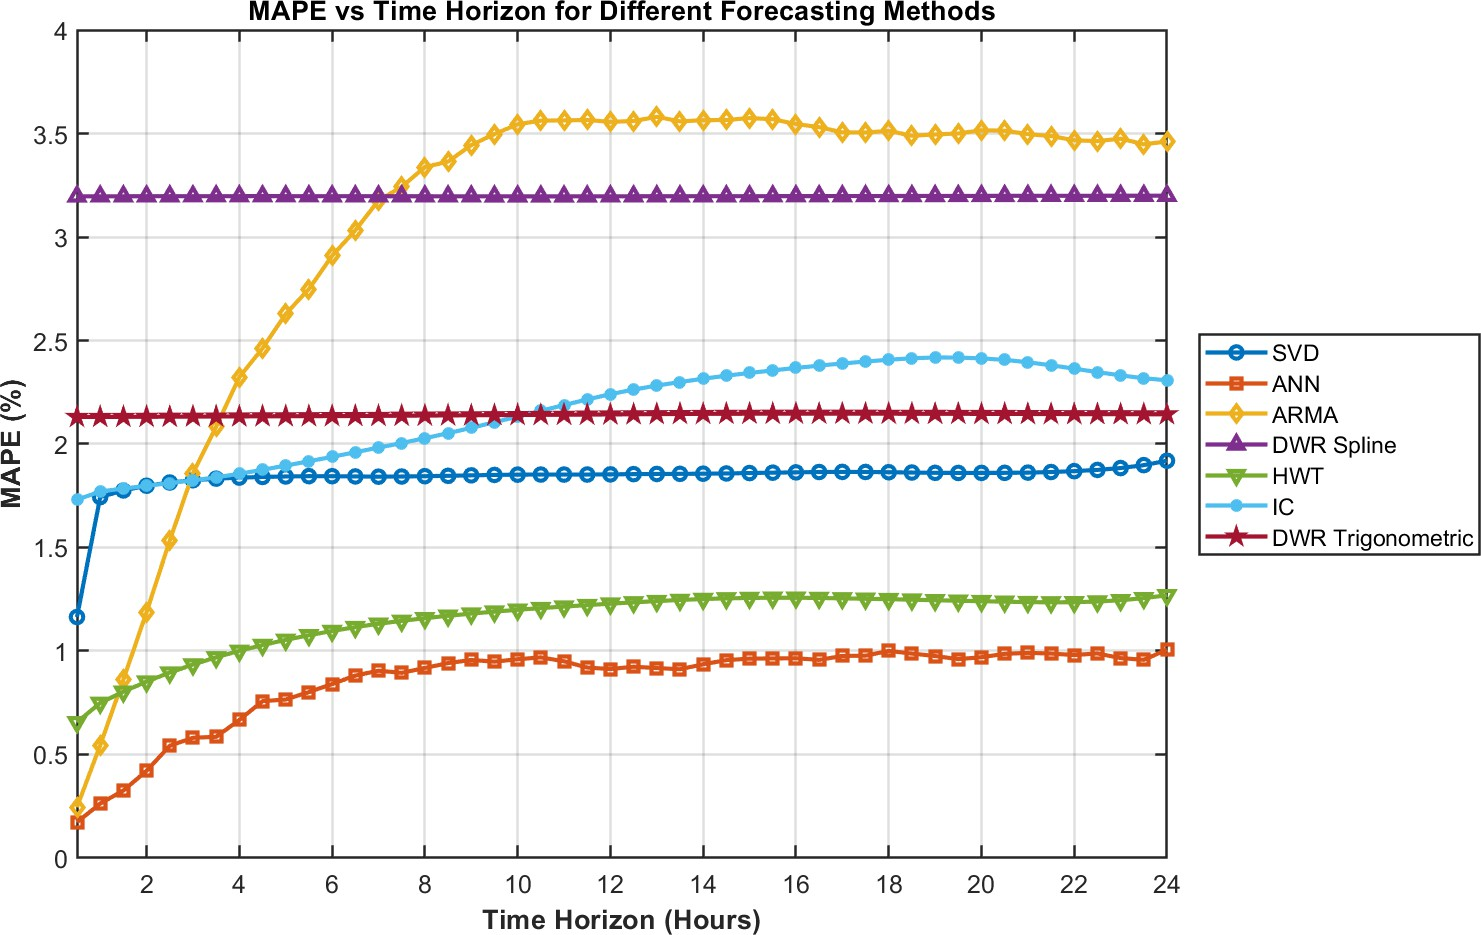 MAPE vs Time Horizon for Different Forecasting Methods
4
3.5
3
2.5
2
1.5
1
0.5
0
MAPE (%)
2 4 6 8 10 12 14 16 18 20 22 24
Time Horizon (Hours)
SVD
ANN
ARMA
DWR Spline
HWT
IC
DWR Trigonometric